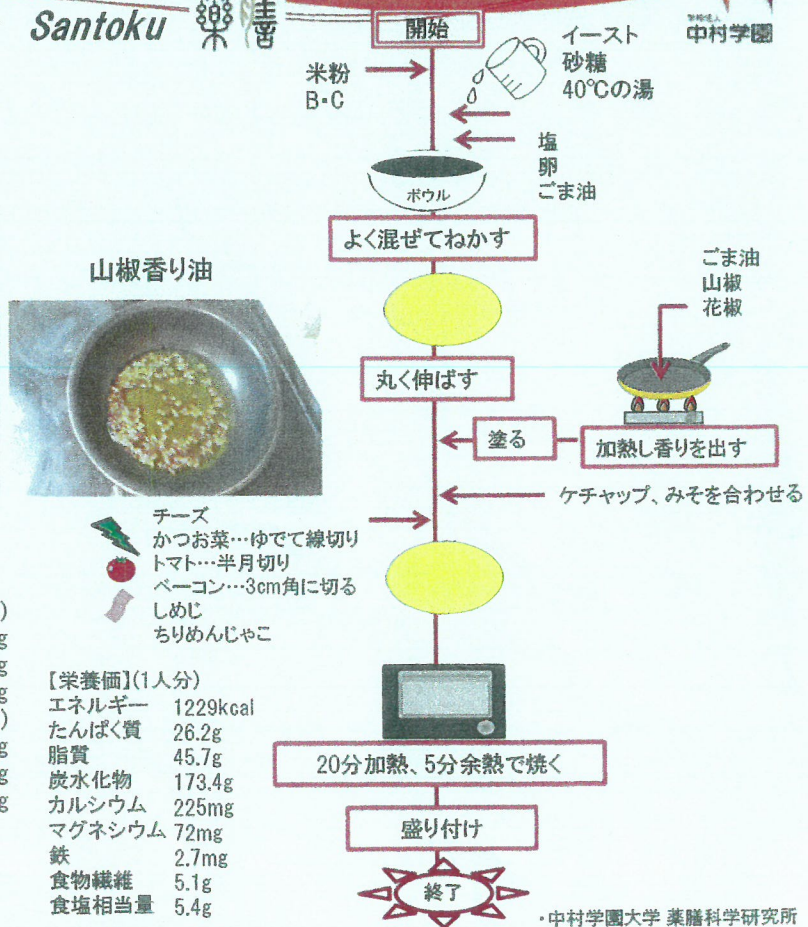 Santoku 薬膳
開始
学校法人
中村学園
米粉
B・C
イースト
砂糖
40℃の湯
塩
卵
ごま油
ボウル
よく混ぜてねかす
山椒香り油
ごま油
山椒
花椒
丸く伸ばす
塗る
加熱し香りを出す
ケチャップ、みそを合わせる
チーズ
かつお菜…ゆでて線切り
トマト…半月切り
ベーコン…3cm角に切る
しめじ
ちりめんじゃこ
)
g
g
g
)
g
g
g
【栄養価】(1人分)
エネルギー 1229kcal
たんぱく質 26.2g
脂質 45.7g
炭水化物 173.4g
カルシウム 225mg
マグネシウム 72mg
鉄 2.7mg
食物繊維 5.1g
食塩相当量 5.4g
20分加熱、5分余熱で焼く
盛り付け
終了
・中村学園大学 薬膳科学研究所